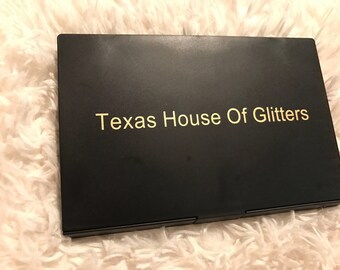 Texas House Of Glitters